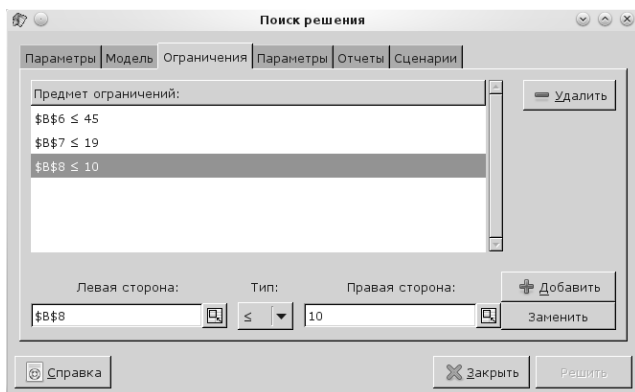 Поиск решения
Параметры Модель Ограничения Параметры Отчеты Сценарии
Предмет ограничений:
$B$6 ≤ 45
$B$7 ≤ 19
$B$8 ≤ 10
Удалить
Левая сторона: Тип: Правая сторона:
Добавить
$B$8 ≤ 10
Заменить
Справка Закрыть Решить